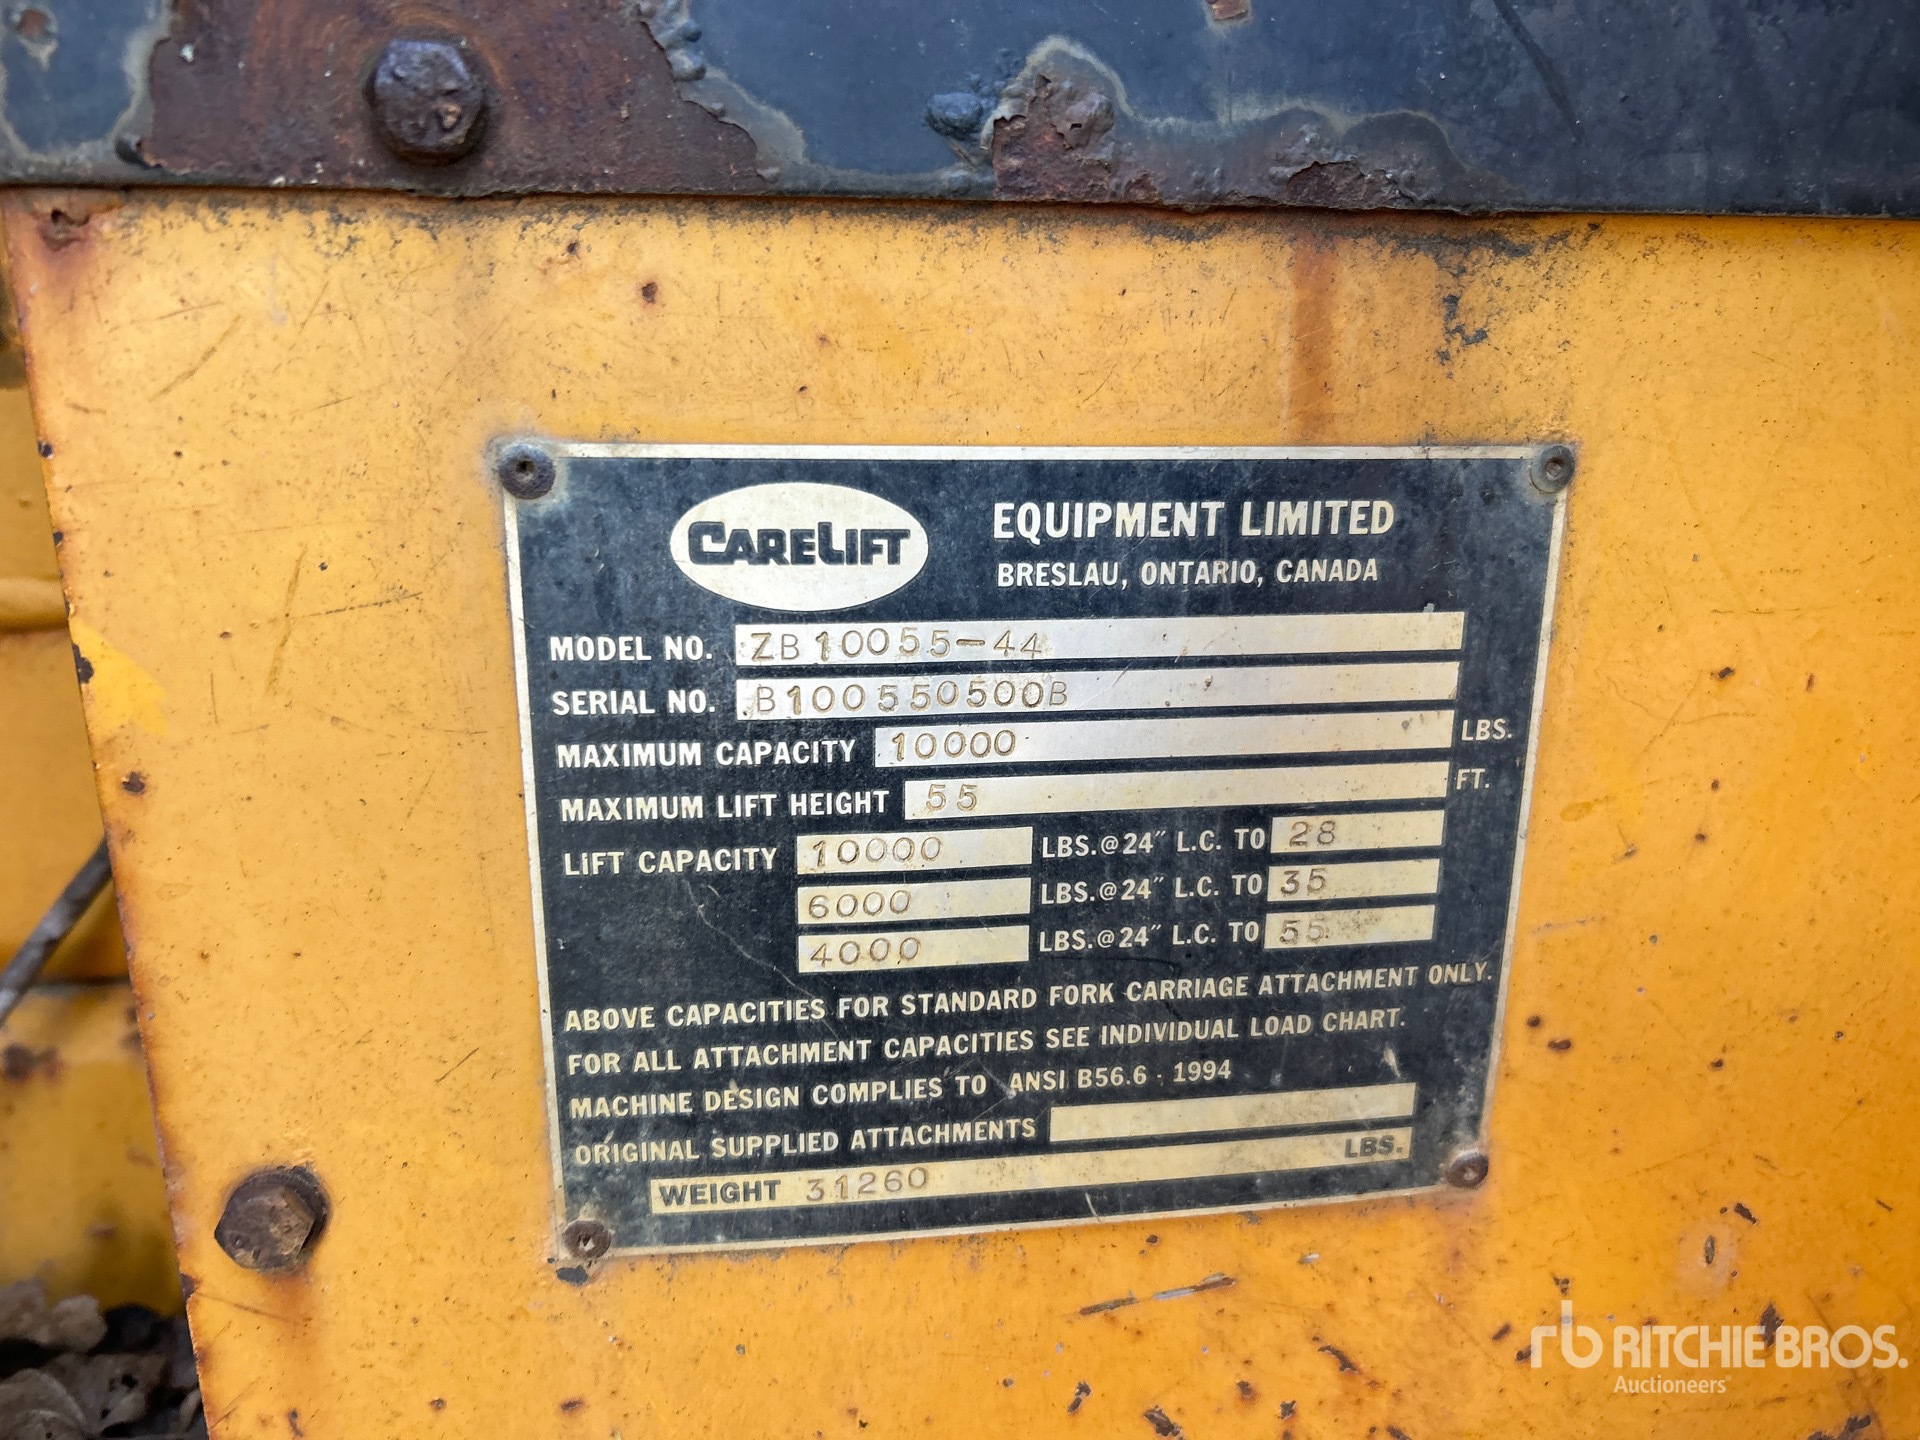 CARELIFT EQUIPMENT LIMITED
BRESLAU, ONTARIO, CANADA
MODEL NO. ZB10055-44
SERIAL NO. B100550500B
MAXIMUM CAPACITY 10000 LBS.
MAXIMUM LIFT HEIGHT 55 FT.
LIFT CAPACITY 10000 LBS.@24″ L.C. TO 28
6000 LBS.@24″ L.C. TO 35
4000 LBS.@24″ L.C. TO 55
ABOVE CAPACITIES FOR STANDARD FORK CARRIAGE ATTACHMENT ONLY.
FOR ALL ATTACHMENT CAPACITIES SEE INDIVIDUAL LOAD CHART.
MACHINE DESIGN COMPLIES TO ANSI B56.6 - 1994
ORIGINAL SUPPLIED ATTACHMENTS
WEIGHT 31260 LBS.
rb RITCHIE BROS.
Auctioneers